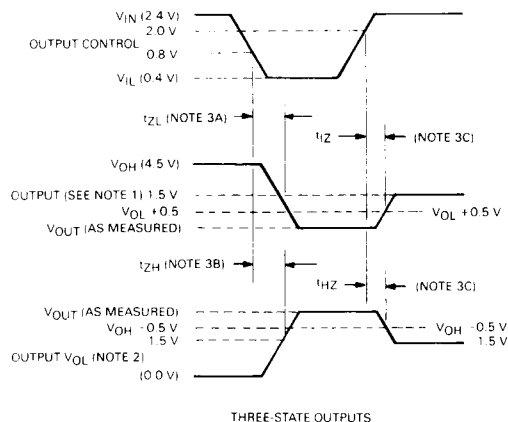 VIN (2.4 V)
2.0 V
OUTPUT CONTROL
0.8 V
VIL (0.4 V)
tZL (NOTE 3A)
tIZ (NOTE 3C)
VOH (4.5 V)
OUTPUT (SEE NOTE 1) 1.5 V
VOL +0.5
VOL +0.5 V
VOUT (AS MEASURED)
tZH (NOTE 3B)
tHZ (NOTE 3C)
VOUT (AS MEASURED)
VOH -0.5 V
VOH -0.5 V
1.5 V
1.5 V
OUTPUT VOL (NOTE 2)
(0.0 V)
THREE-STATE OUTPUTS